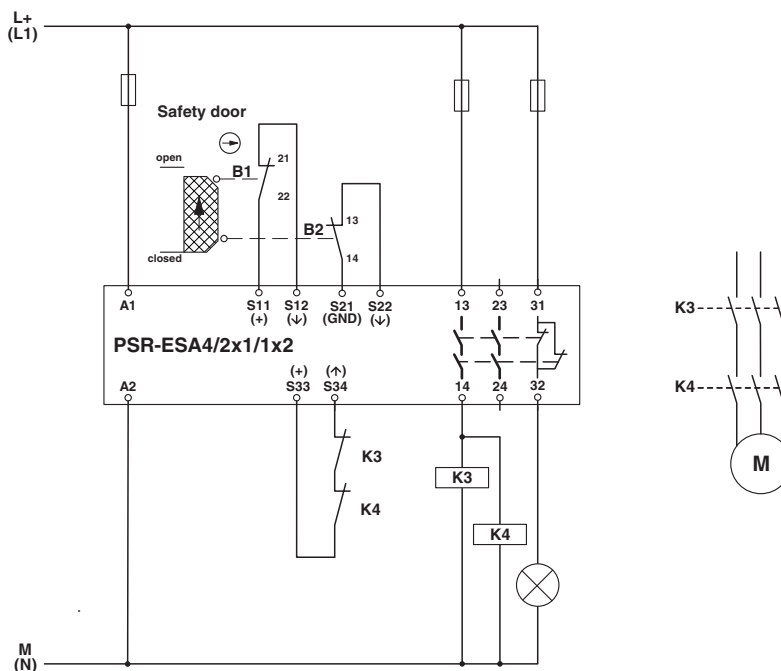 L+
(L1)
Safety door
open
B1
21
22
B2
13
14
closed
A1
S11
(+)
S12
(↓)
S21
(GND)
S22
(↓)
13
23
31
PSR-ESA4/2x1/1x2
A2
(+)
S33
(↑)
S34
14
24
32
K3
K4
K3
K4
K3
K4
M
M
(N)